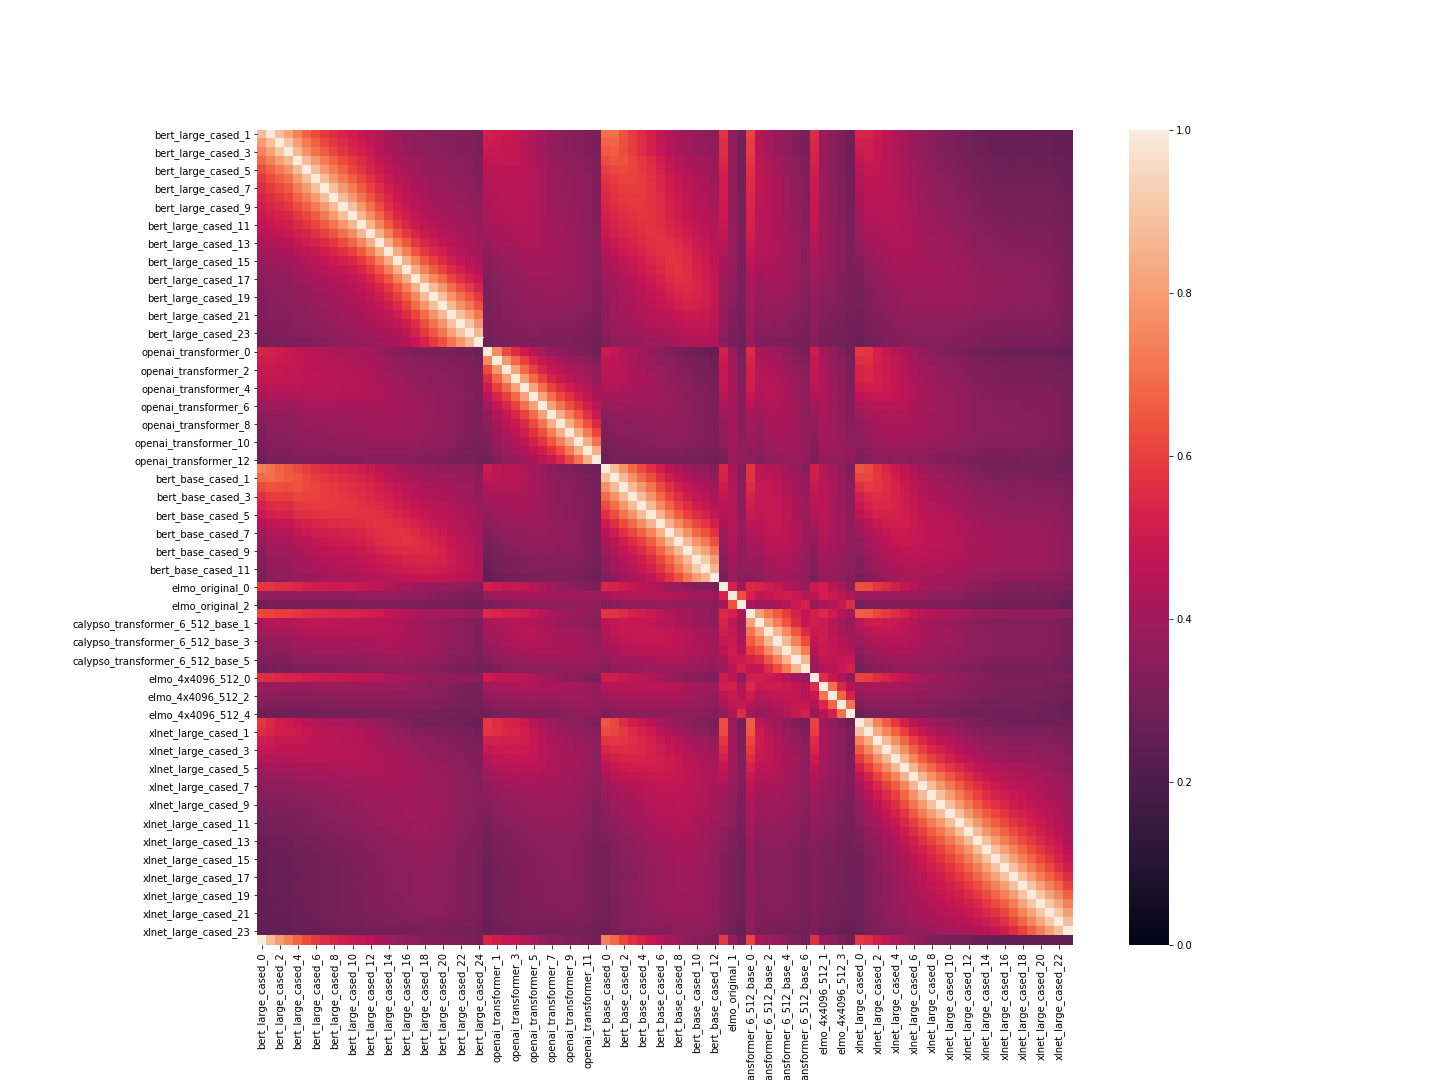 bert_large_cased_1
bert_large_cased_3
bert_large_cased_5
bert_large_cased_7
bert_large_cased_9
bert_large_cased_11
bert_large_cased_13
bert_large_cased_15
bert_large_cased_17
bert_large_cased_19
bert_large_cased_21
bert_large_cased_23
openai_transformer_0
openai_transformer_2
openai_transformer_4
openai_transformer_6
openai_transformer_8
openai_transformer_10
openai_transformer_12
bert_base_cased_1
bert_base_cased_3
bert_base_cased_5
bert_base_cased_7
bert_base_cased_9
bert_base_cased_11
elmo_original_0
elmo_original_2
calypso_transformer_6_512_base_1
calypso_transformer_6_512_base_3
calypso_transformer_6_512_base_5
elmo_4x4096_512_0
elmo_4x4096_512_2
elmo_4x4096_512_4
xlnet_large_cased_1
xlnet_large_cased_3
xlnet_large_cased_5
xlnet_large_cased_7
xlnet_large_cased_9
xlnet_large_cased_11
xlnet_large_cased_13
xlnet_large_cased_15
xlnet_large_cased_17
xlnet_large_cased_19
xlnet_large_cased_21
xlnet_large_cased_23
bert_large_cased_0
bert_large_cased_2
bert_large_cased_4
bert_large_cased_6
bert_large_cased_8
bert_large_cased_10
bert_large_cased_12
bert_large_cased_14
bert_large_cased_16
bert_large_cased_18
bert_large_cased_20
bert_large_cased_22
bert_large_cased_24
openai_transformer_1
openai_transformer_3
openai_transformer_5
openai_transformer_7
openai_transformer_9
openai_transformer_11
bert_base_cased_0
bert_base_cased_2
bert_base_cased_4
bert_base_cased_6
bert_base_cased_8
bert_base_cased_10
bert_base_cased_12
elmo_original_1
ansformer_6_512_base_0
ansformer_6_512_base_2
ansformer_6_512_base_4
ansformer_6_512_base_6
elmo_4x4096_512_1
elmo_4x4096_512_3
xlnet_large_cased_0
xlnet_large_cased_2
xlnet_large_cased_4
xlnet_large_cased_6
xlnet_large_cased_8
xlnet_large_cased_10
xlnet_large_cased_12
xlnet_large_cased_14
xlnet_large_cased_16
xlnet_large_cased_18
xlnet_large_cased_20
xlnet_large_cased_22
1.0
0.8
0.6
0.4
0.2
0.0